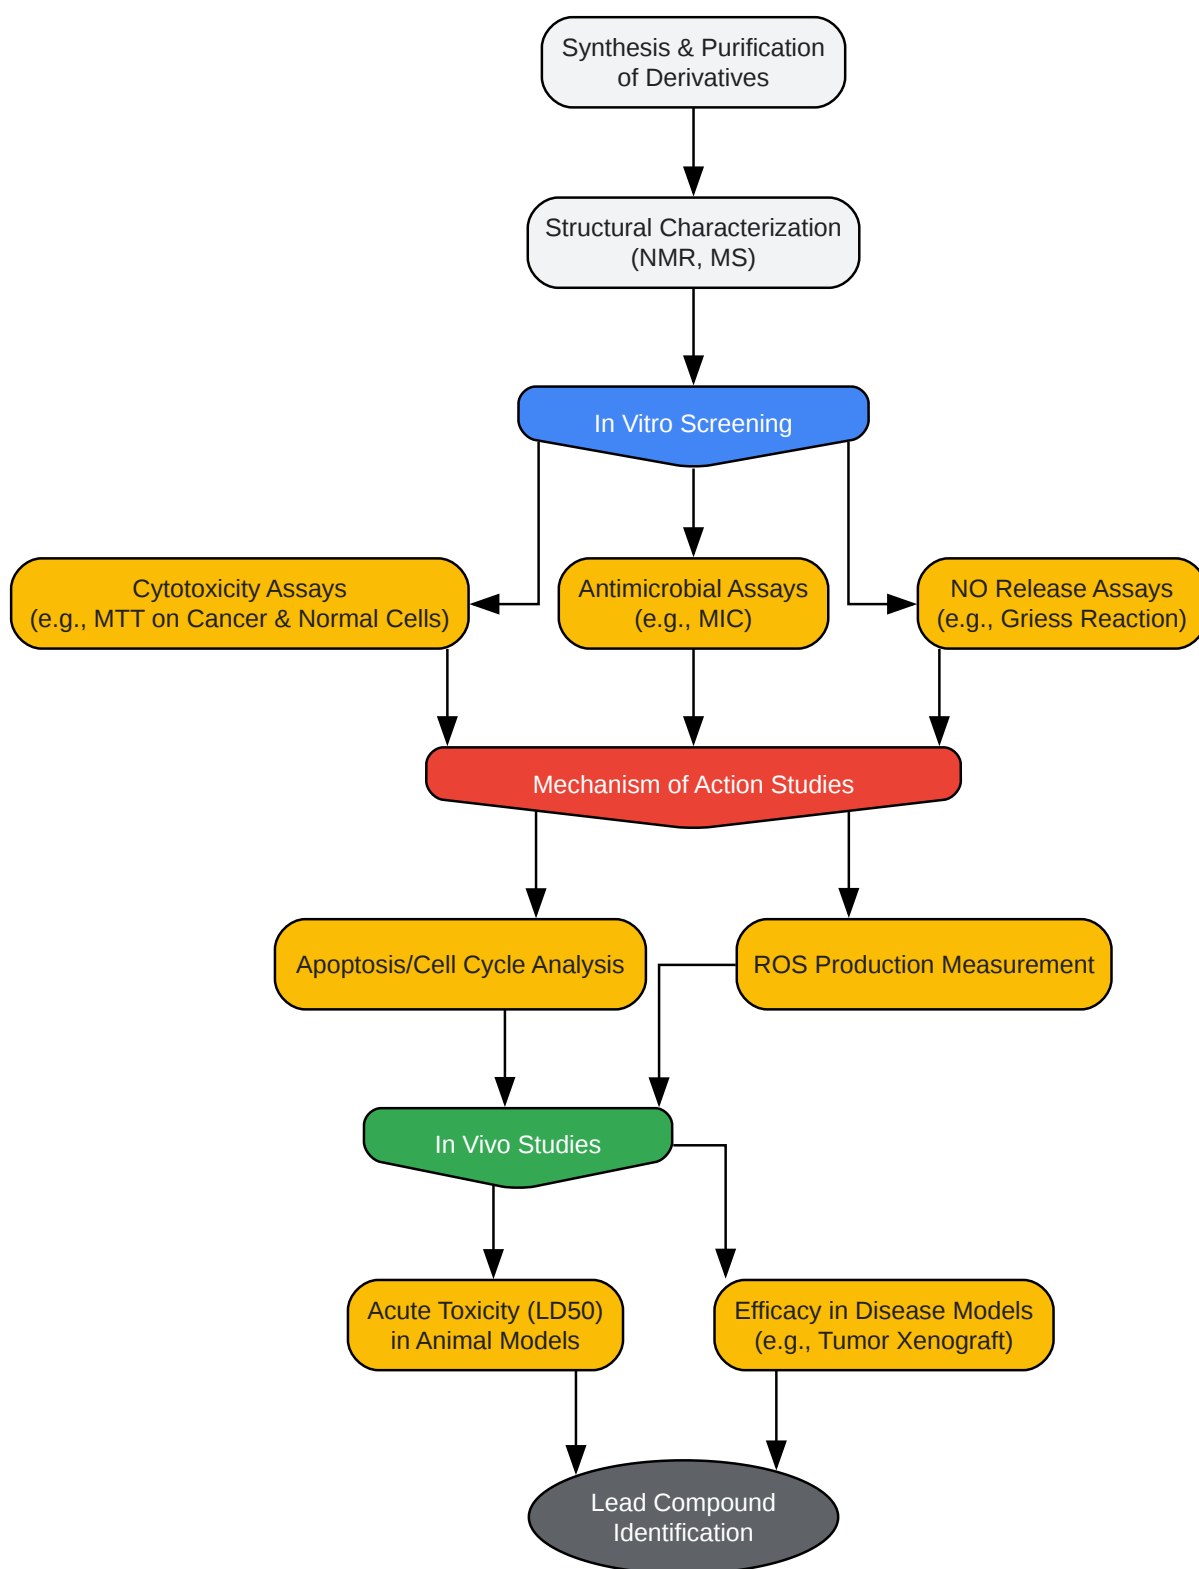 Synthesis & Purification
of Derivatives
Structural Characterization
(NMR, MS)
In Vitro Screening
Cytotoxicity Assays
(e.g., MTT on Cancer & Normal Cells)
Antimicrobial Assays
(e.g., MIC)
NO Release Assays
(e.g., Griess Reaction)
Mechanism of Action Studies
Apoptosis/Cell Cycle Analysis
ROS Production Measurement
In Vivo Studies
Acute Toxicity (LD50)
in Animal Models
Efficacy in Disease Models
(e.g., Tumor Xenograft)
Lead Compound
Identification